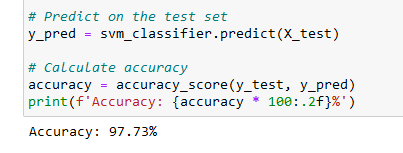 # Predict on the test set
y_pred = svm_classifier.predict(X_test)
# Calculate accuracy
accuracy = accuracy_score(y_test, y_pred)
print(f'Accuracy: {accuracy * 100:.2f}%')
Accuracy: 97.73%